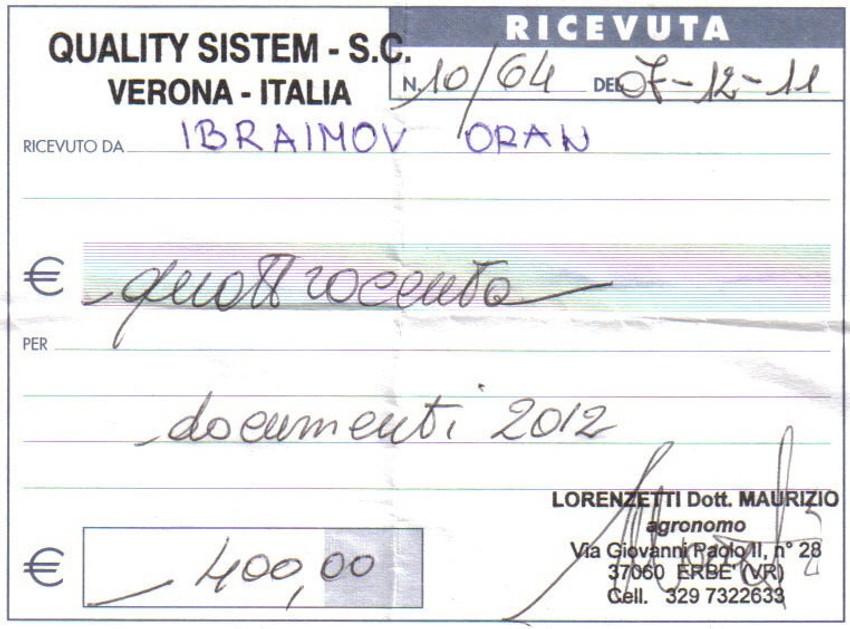 QUALITY SISTEM - S.C.
VERONA - ITALIA
RICEVUTA
N. 10/64 DEL 07-12-11
RICEVUTO DA IBRAIMOV ORAN
€ quattrocento
PER
documenti 2012
LORENZETTI Dott. MAURIZIO
agronomo
Via Giovanni Paolo II, n° 28
37060 ERBE' (VR)
Cell. 329 7322633
€ 400,00